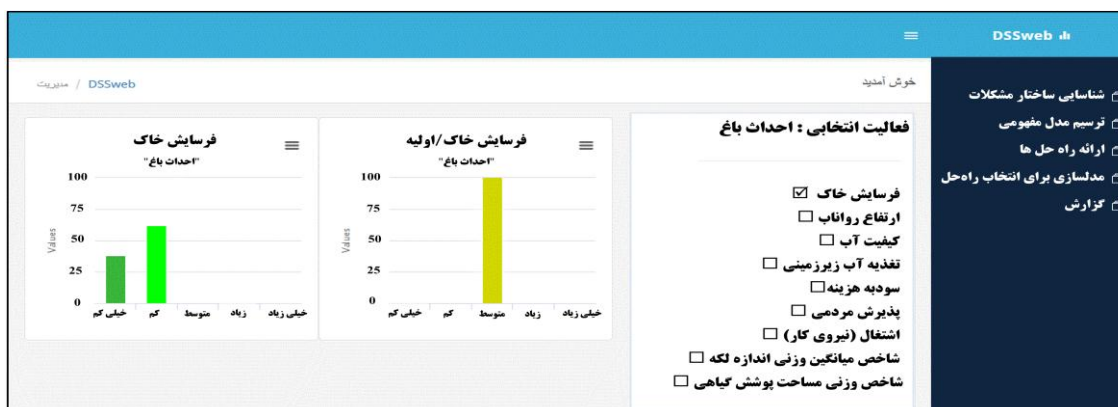 DSSweb
شناسایی ساختار مشکلات
ترسیم مدل مفهومی
ارائه راه حل ها
مدلسازی برای انتخاب راه‌حل
گزارش
خوش آمدید
DSSweb / مدیریت
فعالیت انتخابی : احداث باغ
فرسایش خاک
ارتفاع رواناب
کیفیت آب
تغذیه آب زیرزمینی
سودبه هزینه
پذیرش مردمی
اشتغال (نیروی کار)
شاخص میانگین وزنی اندازه لکه
شاخص وزنی مساحت پوشش گیاهی
فرسایش خاک/اولیه
"احداث باغ"
100
75
50
25
0
Values
خیلی زیاد زیاد متوسط کم خیلی کم
فرسایش خاک
"احداث باغ"
100
75
50
25
0
Values
خیلی زیاد زیاد متوسط کم خیلی کم